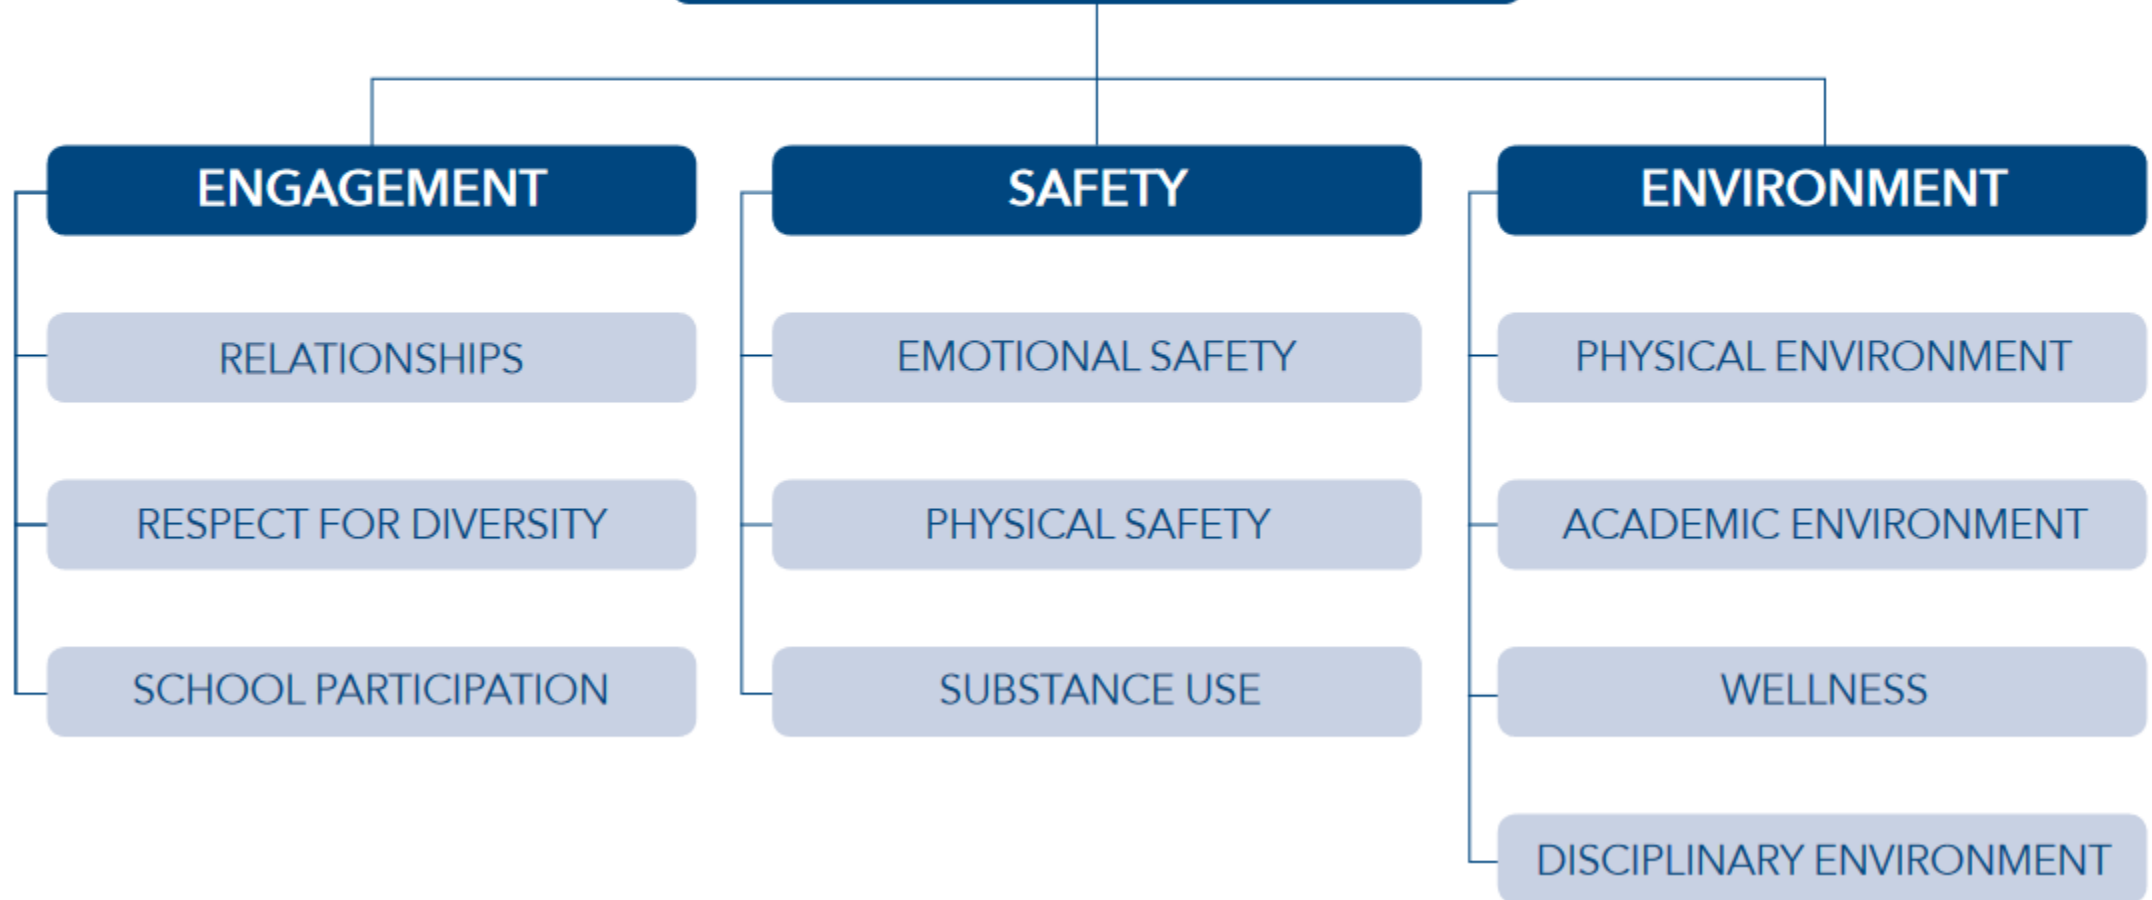 ENGAGEMENT
RELATIONSHIPS
RESPECT FOR DIVERSITY
SCHOOL PARTICIPATION
SAFETY
EMOTIONAL SAFETY
PHYSICAL SAFETY
SUBSTANCE USE
ENVIRONMENT
PHYSICAL ENVIRONMENT
ACADEMIC ENVIRONMENT
WELLNESS
DISCIPLINARY ENVIRONMENT